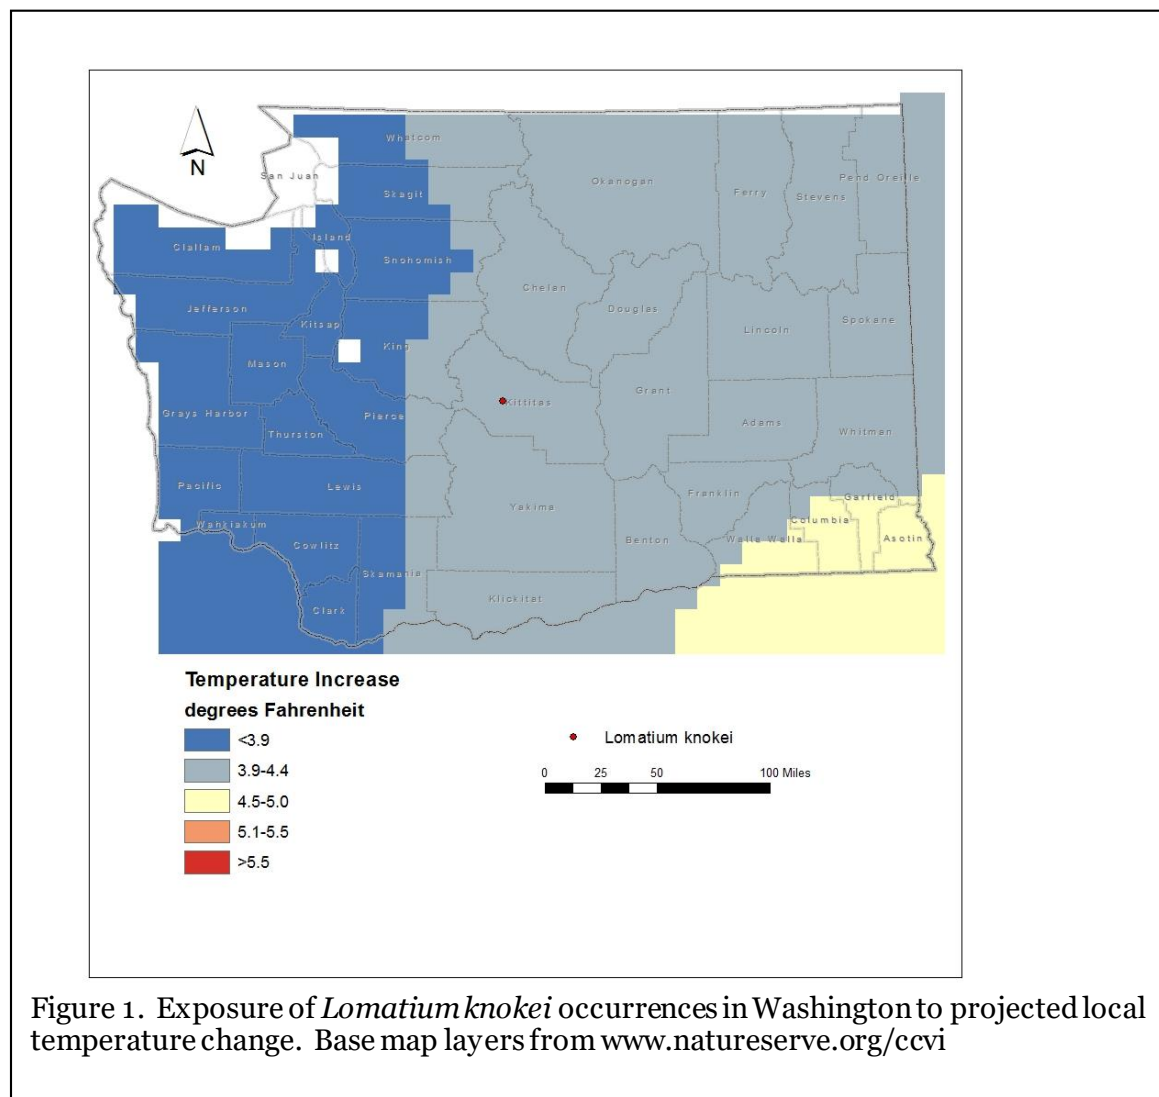 N
Whatcom
San Juan
Skagit
Okanogan
Ferry
Stevens
Pend Oreille
Clallam
Island
Snohomish
Chelan
Jefferson
Kitsap
Douglas
Lincoln
Spokane
King
Mason
Grays Harbor
Thurston
Pierce
Kittitas
Grant
Adams
Whitman
Pacific
Lewis
Yakima
Franklin
Garfield
Wahkiakum
Cowlitz
Benton
Walla Walla
Columbia
Asotin
Skamania
Clark
Klickitat
Temperature Increase
degrees Fahrenheit
<3.9
3.9-4.4
4.5-5.0
5.1-5.5
>5.5
Lomatium knokei
0 25 50 100 Miles
Figure 1. Exposure of Lomatium knokei occurrences in Washington to projected local
temperature change. Base map layers from www.natureserve.org/ccvi